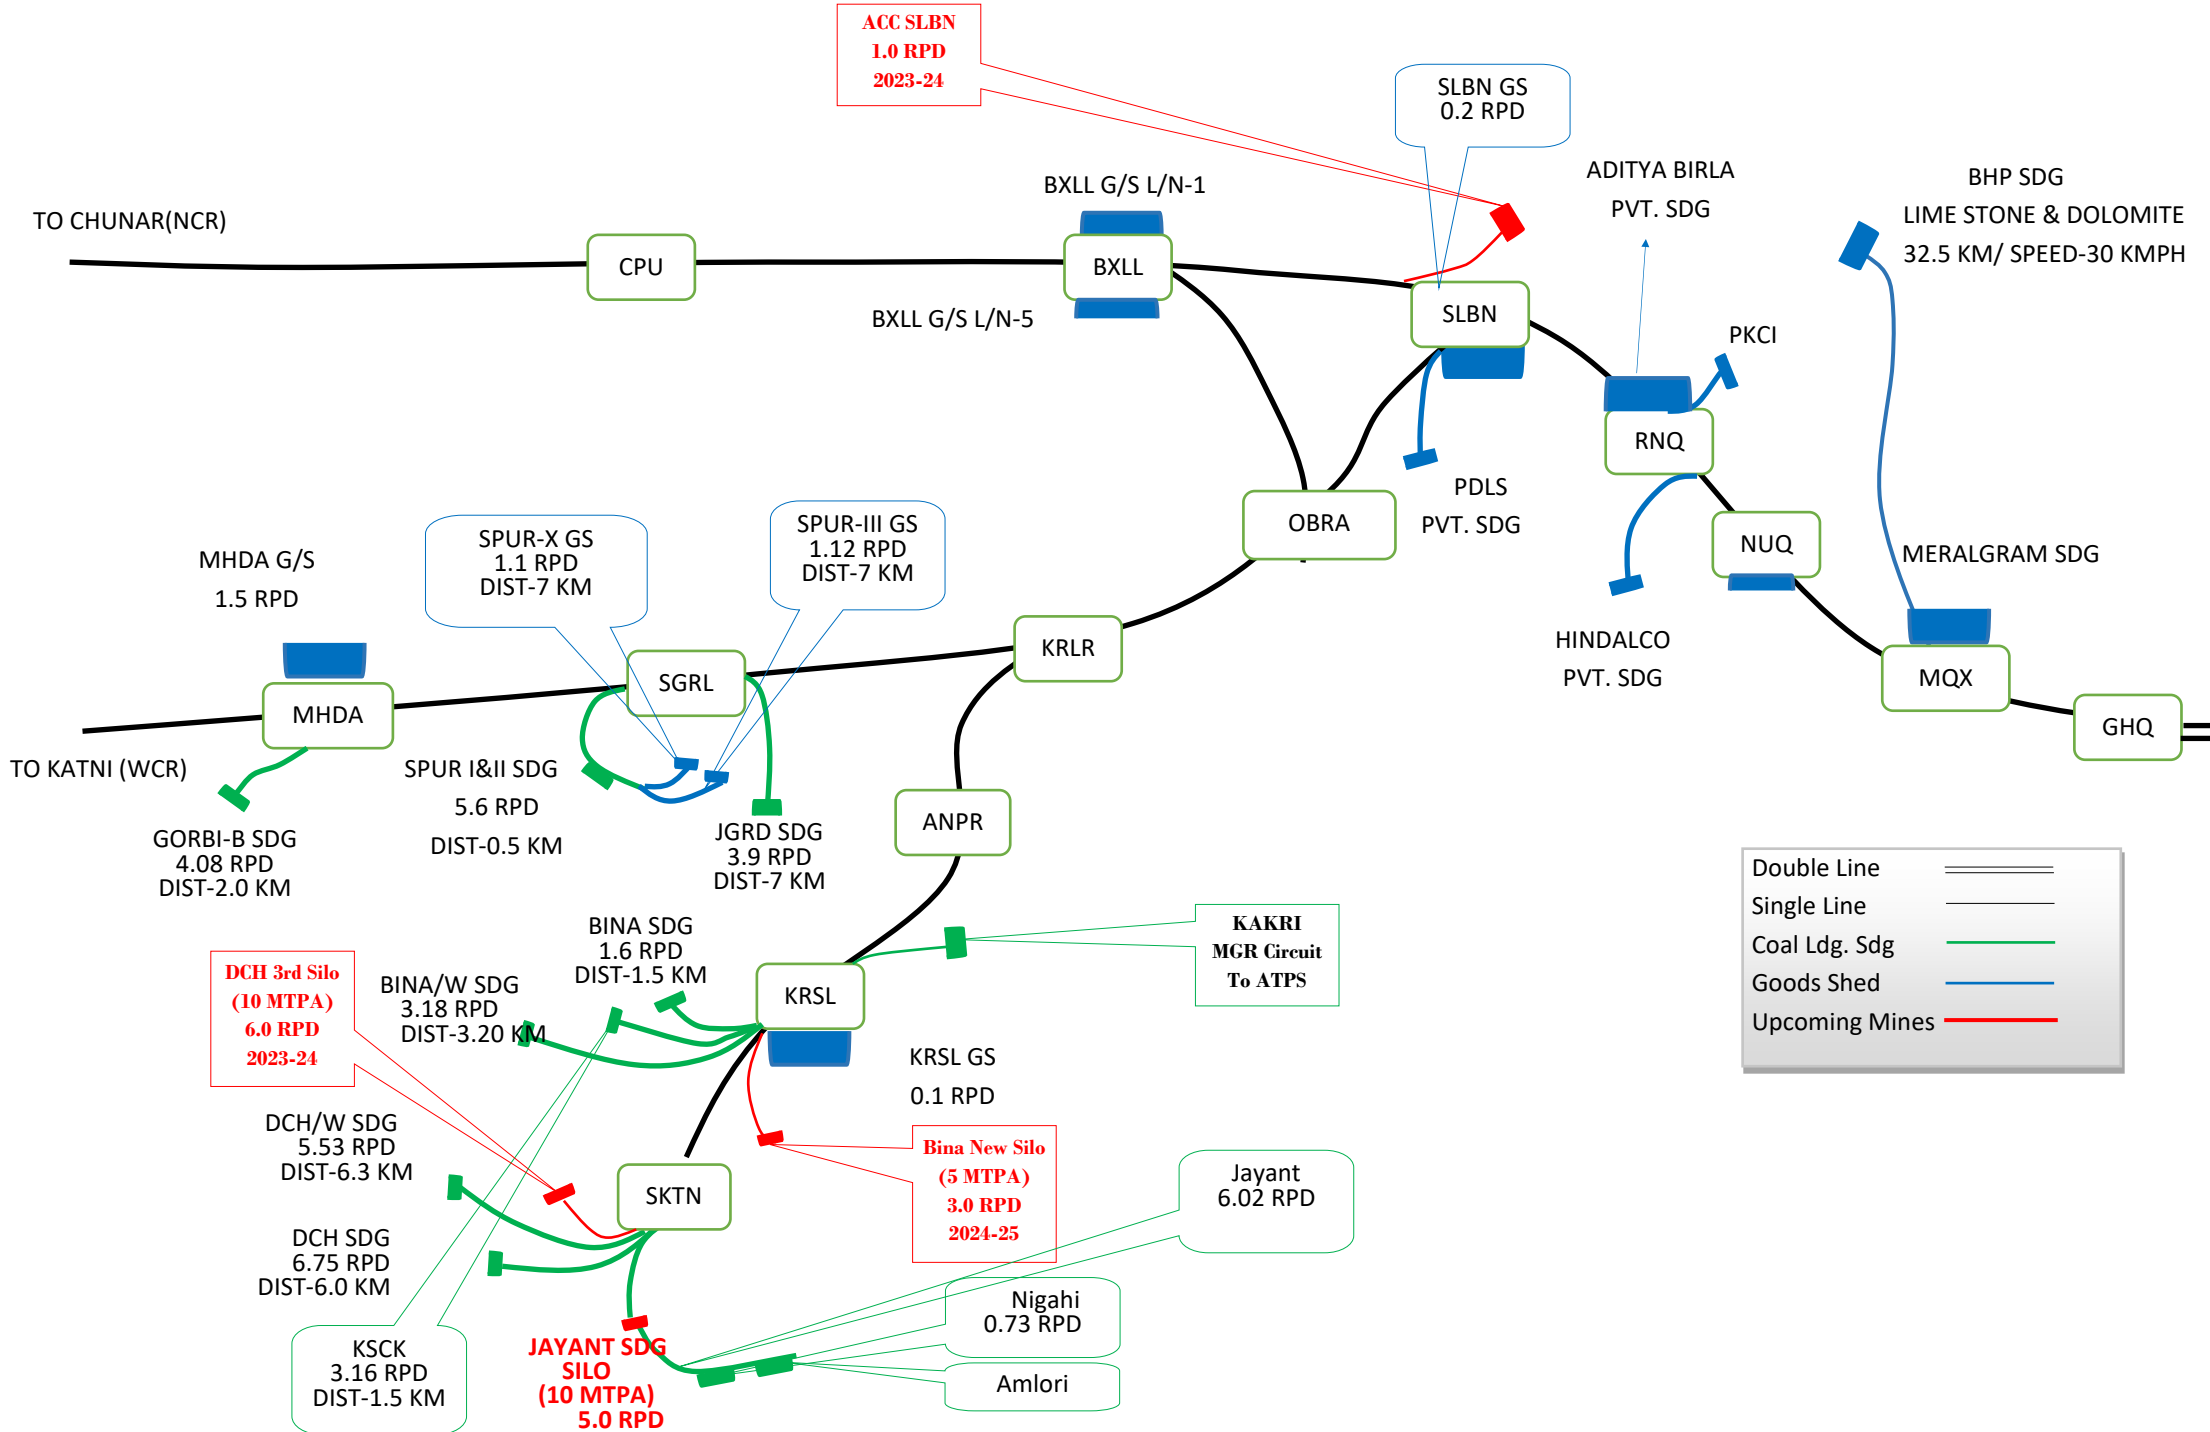 ACC SLBN
1.0 RPD
2023-24
SLBN GS
0.2 RPD
ADITYA BIRLA
PVT. SDG
BHP SDG
LIME STONE & DOLOMITE
32.5 KM/ SPEED-30 KMPH
BXLL G/S L/N-1
TO CHUNAR(NCR)
CPU
BXLL
BXLL G/S L/N-5
SLBN
PKCI
RNQ
PDLS
PVT. SDG
OBRA
NUQ
MERALGRAM SDG
SPUR-X GS
1.1 RPD
DIST-7 KM
SPUR-III GS
1.12 RPD
DIST-7 KM
MHDA G/S
1.5 RPD
HINDALCO
PVT. SDG
KRLR
SGRL
MQX
MHDA
GHQ
TO KATNI (WCR)
SPUR I&II SDG
5.6 RPD
DIST-0.5 KM
JGRD SDG
3.9 RPD
DIST-7 KM
GORBI-B SDG
4.08 RPD
DIST-2.0 KM
ANPR
Double Line
Single Line
Coal Ldg. Sdg
Goods Shed
Upcoming Mines
BINA SDG
1.6 RPD
DIST-1.5 KM
KAKRI
MGR Circuit
To ATPS
DCH 3rd Silo
(10 MTPA)
6.0 RPD
2023-24
BINA/W SDG
3.18 RPD
DIST-3.20 KM
KRSL
KRSL GS
0.1 RPD
DCH/W SDG
5.53 RPD
DIST-6.3 KM
Bina New Silo
(5 MTPA)
3.0 RPD
2024-25
SKTN
Jayant
6.02 RPD
DCH SDG
6.75 RPD
DIST-6.0 KM
Nigahi
0.73 RPD
KSCK
3.16 RPD
DIST-1.5 KM
JAYANT SDG
SILO
(10 MTPA)
5.0 RPD
Amlori